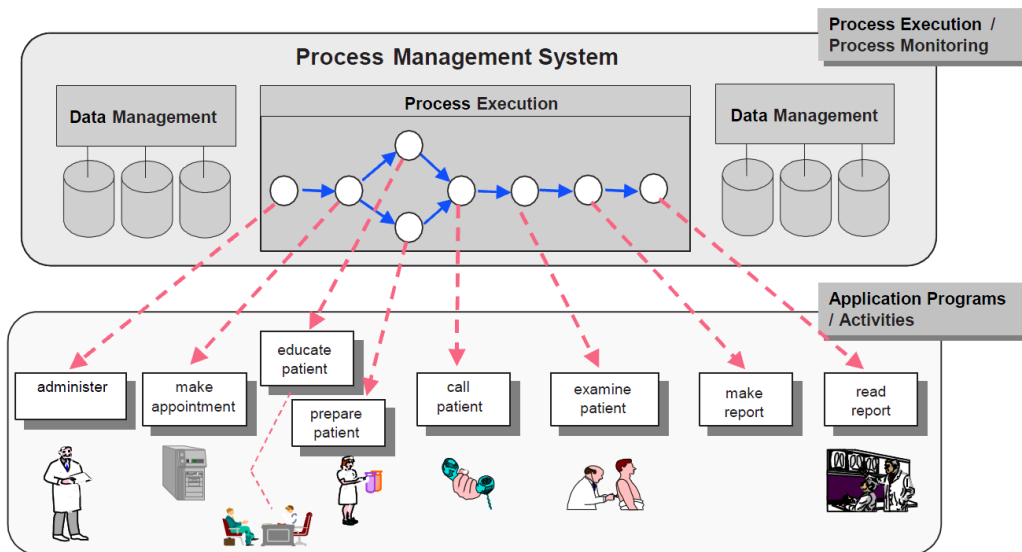 Process Execution /
Process Monitoring
Process Management System
Data Management
Process Execution
Data Management
Application Programs
/ Activities
administer
make
appointment
educate
patient
prepare
patient
call
patient
examine
patient
make
report
read
report